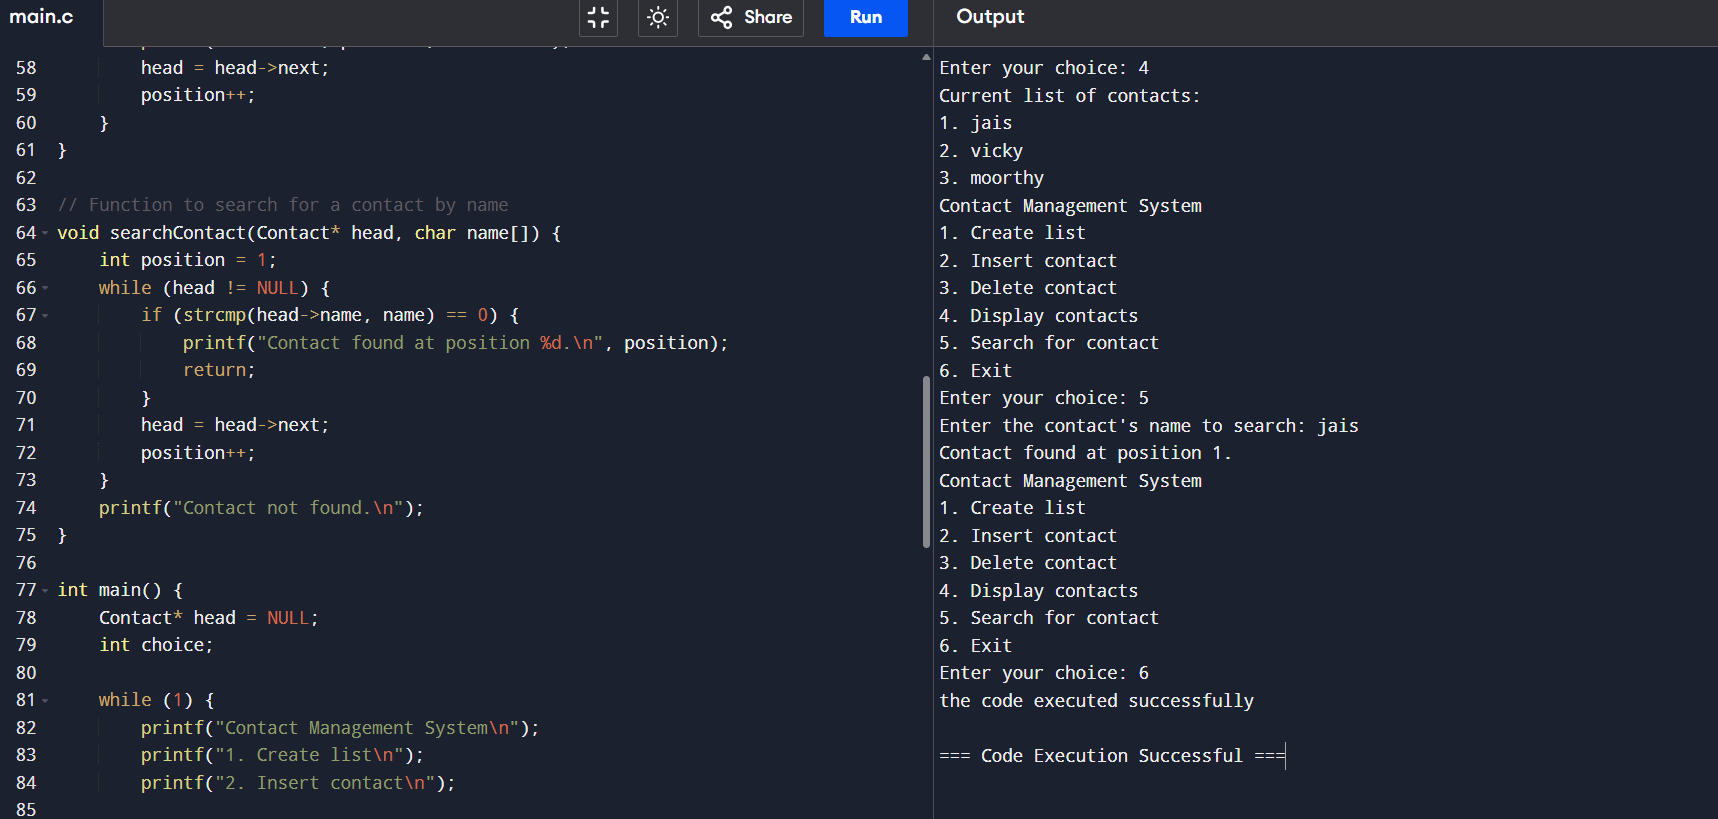 main.c
Share
Run
Output
58 head = head->next;
59 position++;
60 }
61 }
62
63 // Function to search for a contact by name
64 void searchContact(Contact* head, char name[]) {
65 int position = 1;
66 while (head != NULL) {
67 if (strcmp(head->name, name) == 0) {
68 printf("Contact found at position %d.\n", position);
69 return;
70 }
71 head = head->next;
72 position++;
73 }
74 printf("Contact not found.\n");
75 }
76
77 int main() {
78 Contact* head = NULL;
79 int choice;
80
81 while (1) {
82 printf("Contact Management System\n");
83 printf("1. Create list\n");
84 printf("2. Insert contact\n");
85
Enter your choice: 4
Current list of contacts:
1. jais
2. vicky
3. moorthy
Contact Management System
1. Create list
2. Insert contact
3. Delete contact
4. Display contacts
5. Search for contact
6. Exit
Enter your choice: 5
Enter the contact's name to search: jais
Contact found at position 1.
Contact Management System
1. Create list
2. Insert contact
3. Delete contact
4. Display contacts
5. Search for contact
6. Exit
Enter your choice: 6
the code executed successfully
=== Code Execution Successful ===